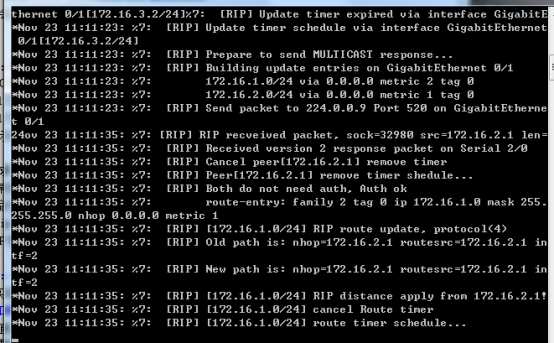 thernet 0/1[172.16.3.2/24]%7:  [RIP] Update timer expired via interface GigabitE
*Nov 23 11:11:23: %7:  [RIP] Update timer schedule via interface GigabitEthernet
 0/1[172.16.3.2/24]
*Nov 23 11:11:23: %7:  [RIP] Prepare to send MULTICAST response...
*Nov 23 11:11:23: %7:  [RIP] Building update entries on GigabitEthernet 0/1
*Nov 23 11:11:23: %7:        172.16.1.0/24 via 0.0.0.0 metric 2 tag 0
*Nov 23 11:11:23: %7:        172.16.2.0/24 via 0.0.0.0 metric 1 tag 0
*Nov 23 11:11:23: %7:  [RIP] Send packet to 224.0.0.9 Port 520 on GigabitEtherne
t 0/1
24ov 23 11:11:35: %7: [RIP] RIP recveived packet, sock=32980 src=172.16.2.1 len=
*Nov 23 11:11:35: %7:  [RIP] Received version 2 response packet on Serial 2/0
*Nov 23 11:11:35: %7:  [RIP] Cancel peer[172.16.2.1] remove timer
*Nov 23 11:11:35: %7:  [RIP] Peer[172.16.2.1] remove timer shedule...
*Nov 23 11:11:35: %7:  [RIP] Both do not need auth, Auth ok
*Nov 23 11:11:35: %7:        route-entry: family 2 tag 0 ip 172.16.1.0 mask 255.
255.255.0 nhop 0.0.0.0 metric 1
*Nov 23 11:11:35: %7:  [RIP] [172.16.1.0/24] RIP route update, protocol(4)
*Nov 23 11:11:35: %7:  [RIP] Old path is: nhop=172.16.2.1 routesrc=172.16.2.1 in
tf=2
*Nov 23 11:11:35: %7:  [RIP] New path is: nhop=172.16.2.1 routesrc=172.16.2.1 in
tf=2
*Nov 23 11:11:35: %7:  [RIP] [172.16.1.0/24] RIP distance apply from 172.16.2.1!
*Nov 23 11:11:35: %7:  [RIP] [172.16.1.0/24] cancel Route timer
*Nov 23 11:11:35: %7:  [RIP] [172.16.1.0/24] route timer schedule...